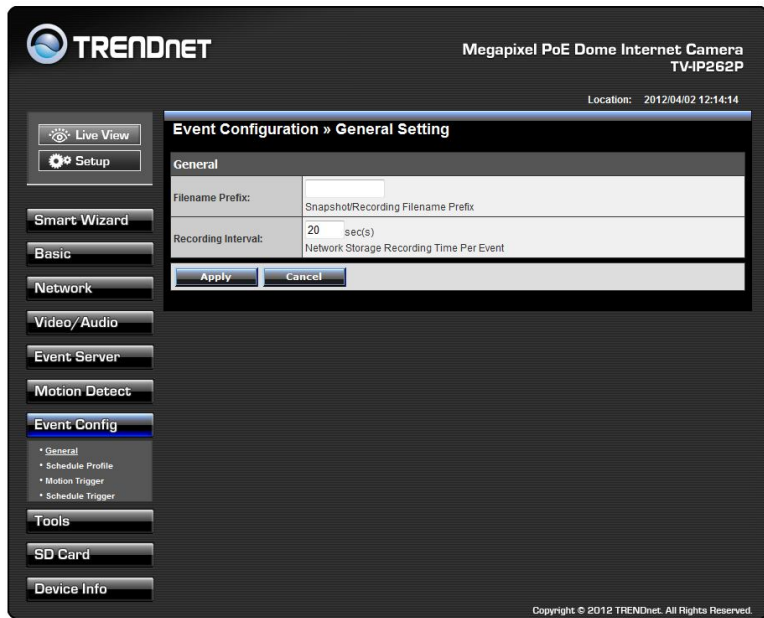 TRENDNET
Megapixel PoE Dome Internet Camera
TV-IP262P
Location: 2012/04/02 12:14:14
Live View
Setup
Smart Wizard
Basic
Network
Video/Audio
Event Server
Motion Detect
Event Config
• General
• Schedule Profile
• Motion Trigger
• Schedule Trigger
Tools
SD Card
Device Info
Event Configuration » General Setting
General
Filename Prefix:
Snapshot/Recording Filename Prefix
Recording Interval:
20 sec(s)
Network Storage Recording Time Per Event
Apply Cancel
Copyright © 2012 TRENDnet. All Rights Reserved.